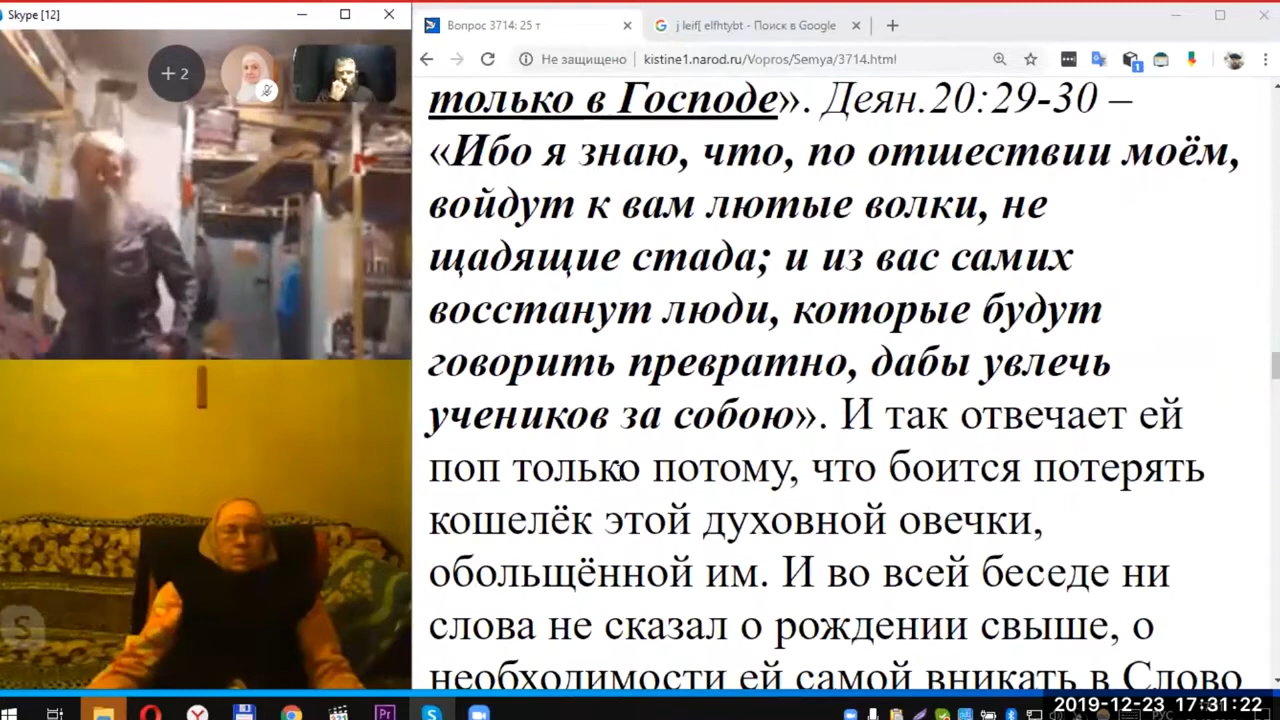 Skype [12]
+2
S
Вопрос 3714: 25 т
j leif[ elfhtybt - Поиск в Google
Не защищено
kistine1.narod.ru/Vopros/Semya/3714.html
только в Господе». Деян.20:29-30 –
«Ибо я знаю, что, по отшествии моём,
войдут к вам лютые волки, не
щадящие стада; и из вас самих
восстанут люди, которые будут
говорить превратно, дабы увлечь
учеников за собою». И так отвечает ей
поп только потому, что боится потерять
кошелёк этой духовной овечки,
обольщённой им. И во всей беседе ни
слова не сказал о рождении свыше, о
необходимости ей самой вникать в Слово
2019-12-23 17:31:22